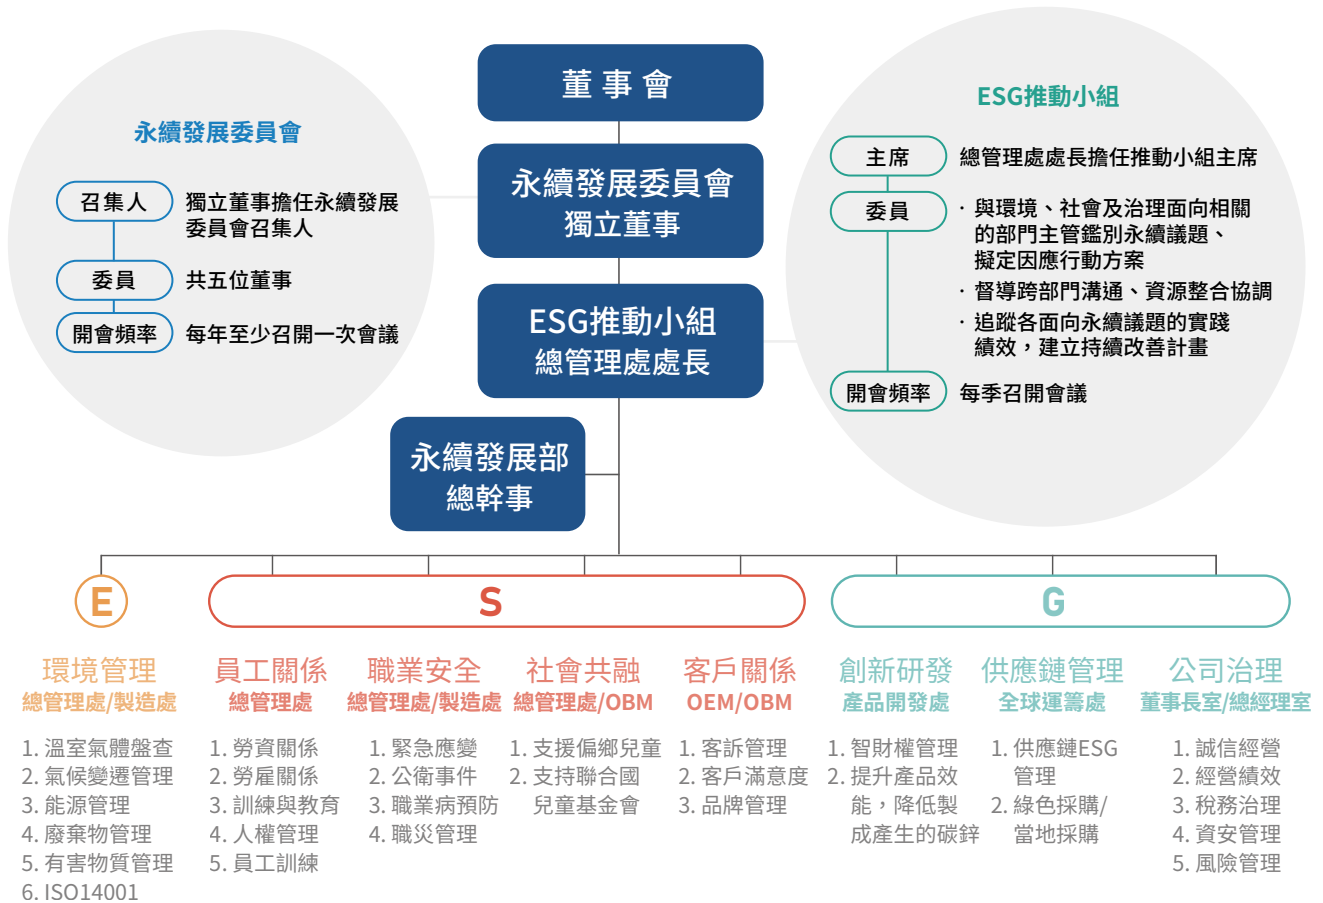 董事會
永續發展委員會
獨立董事
ESG推動小組
總管理處處長
永續發展部
總幹事
永續發展委員會
召集人
獨立董事擔任永續發展
委員會召集人
委員
共五位董事
開會頻率
每年至少召開一次會議
ESG推動小組
主席
總管理處處長擔任推動小組主席
委員
· 與環境、社會及治理面向相關
的部門主管鑑別永續議題、
擬定因應行動方案
· 督導跨部門溝通、資源整合協調
· 追蹤各面向永續議題的實踐
績效，建立持續改善計畫
開會頻率
每季召開會議
E
環境管理
總管理處/製造處
1. 溫室氣體盤查
2. 氣候變遷管理
3. 能源管理
4. 廢棄物管理
5. 有害物質管理
6. ISO14001
S
員工關係
總管理處
1. 勞資關係
2. 勞雇關係
3. 訓練與教育
4. 人權管理
5. 員工訓練
職業安全
總管理處/製造處
1. 緊急應變
2. 公衛事件
3. 職業病預防
4. 職災管理
社會共融
總管理處/OBM
1. 支援偏鄉兒童
2. 支持聯合國
兒童基金會
客戶關係
OEM/OBM
1. 客訴管理
2. 客戶滿意度
3. 品牌管理
G
創新研發
產品開發處
1. 智財權管理
2. 提升產品效
能，降低製
成產生的碳鋅
供應鏈管理
全球運籌處
1. 供應鏈ESG
管理
2. 綠色採購/
當地採購
公司治理
董事長室/總經理室
1. 誠信經營
2. 經營績效
3. 稅務治理
4. 資安管理
5. 風險管理